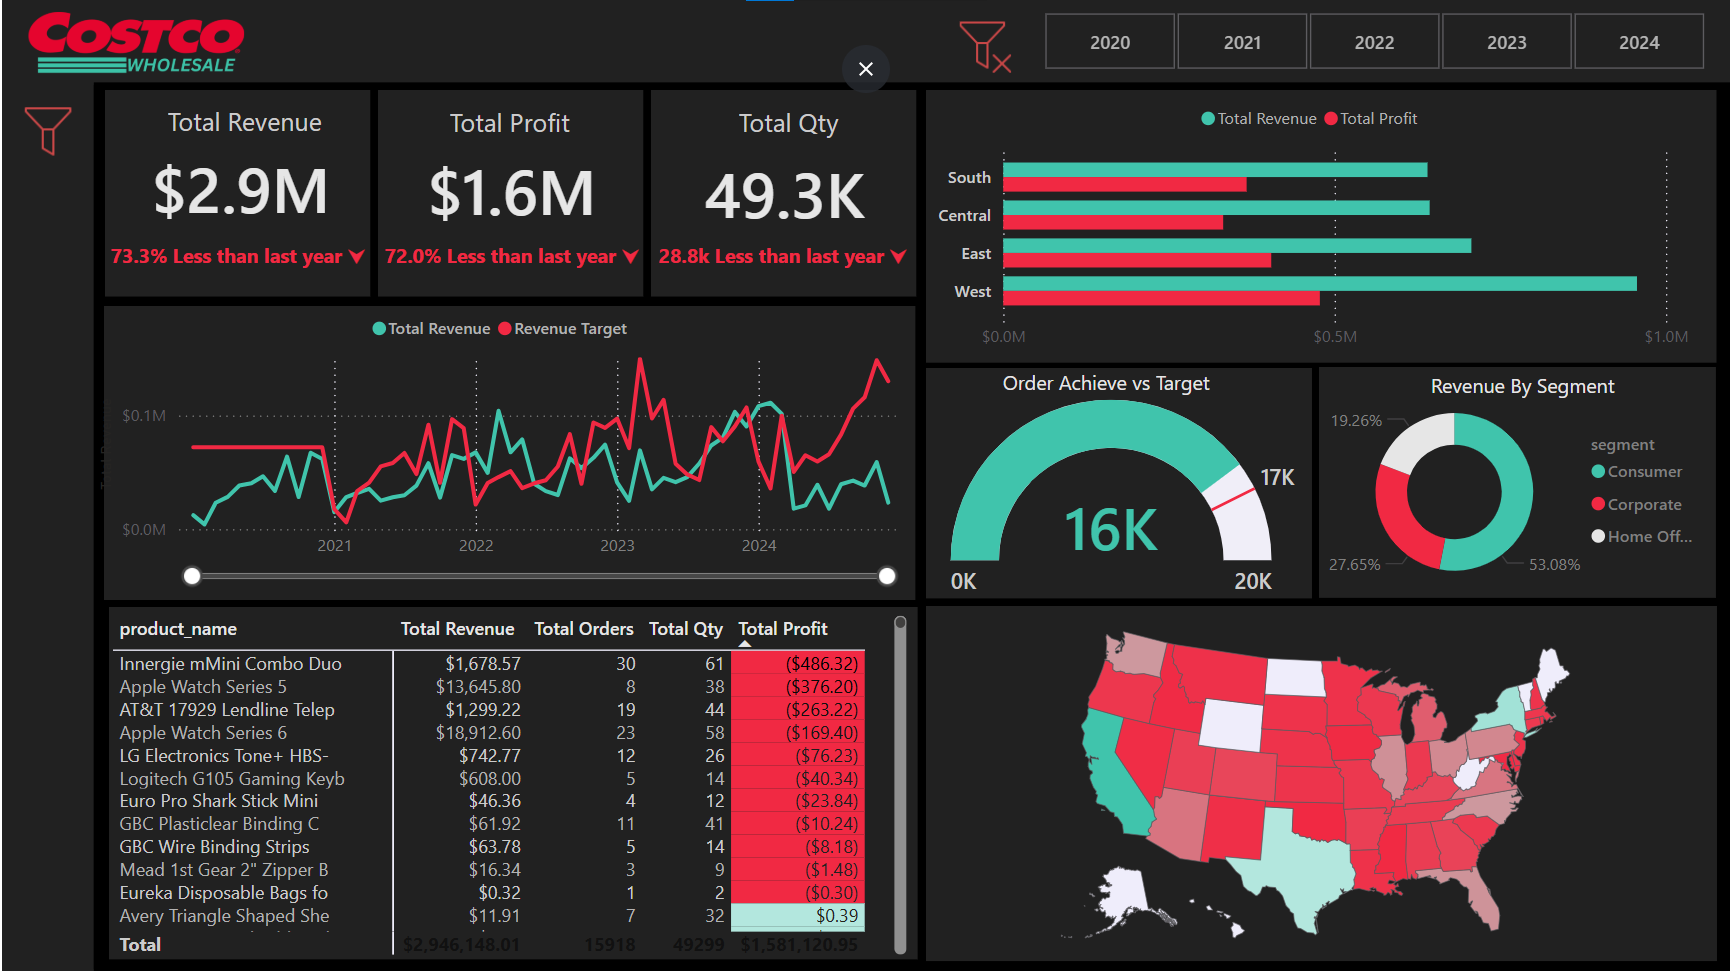 COSTCO
WHOLESALE
2020
2021
2022
2023
2024
Total Revenue
$2.9M
73.3% Less than last year
Total Profit
$1.6M
72.0% Less than last year
Total Qty
49.3K
28.8k Less than last year
Total Revenue Total Profit
South
Central
East
West
$0.0M $0.5M $1.0M
Total Revenue Revenue Target
$0.1M
$0.0M
2021 2022 2023 2024
Order Achieve vs Target
17K
16K
0K 20K
Revenue By Segment
19.26%
27.65%
53.08%
segment
Consumer
Corporate
Home Off...
product_name Total Revenue Total Orders Total Qty Total Profit
Innergie mMini Combo Duo $1,678.57 30 61 ($486.32)
Apple Watch Series 5 $13,645.80 8 38 ($376.20)
AT&T 17929 Lendline Telep $1,299.22 19 44 ($263.22)
Apple Watch Series 6 $18,912.60 23 58 ($169.40)
LG Electronics Tone+ HBS- $742.77 12 26 ($76.23)
Logitech G105 Gaming Keyb $608.00 5 14 ($40.34)
Euro Pro Shark Stick Mini $46.36 4 12 ($23.84)
GBC Plasticlear Binding C $61.92 11 41 ($10.24)
GBC Wire Binding Strips $63.78 5 14 ($8.18)
Mead 1st Gear 2" Zipper B $16.34 3 9 ($1.48)
Eureka Disposable Bags fo $0.32 1 2 ($0.30)
Avery Triangle Shaped She $11.91 7 32 $0.39
Total $2,946,148.01 15918 49299 $1,581,120.95